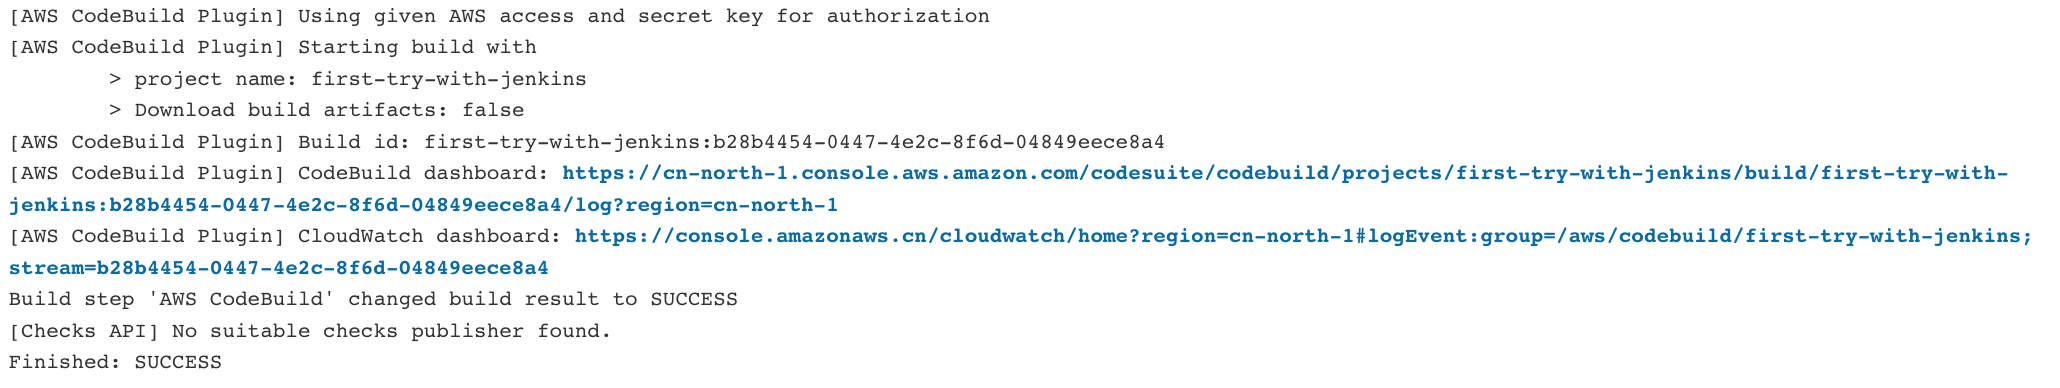 [AWS CodeBuild Plugin] Using given AWS access and secret key for authorization
[AWS CodeBuild Plugin] Starting build with
> project name: first-try-with-jenkins
> Download build artifacts: false
[AWS CodeBuild Plugin] Build id: first-try-with-jenkins:b28b4454-0447-4e2c-8f6d-04849eece8a4
[AWS CodeBuild Plugin] CodeBuild dashboard: https://cn-north-1.console.aws.amazon.com/codesuite/codebuild/projects/first-try-with-jenkins/build/first-try-with-
jenkins:b28b4454-0447-4e2c-8f6d-04849eece8a4/log?region=cn-north-1
[AWS CodeBuild Plugin] CloudWatch dashboard: https://console.amazonaws.cn/cloudwatch/home?region=cn-north-1#logEvent:group=/aws/codebuild/first-try-with-jenkins;
stream=b28b4454-0447-4e2c-8f6d-04849eece8a4
Build step 'AWS CodeBuild' changed build result to SUCCESS
[Checks API] No suitable checks publisher found.
Finished: SUCCESS